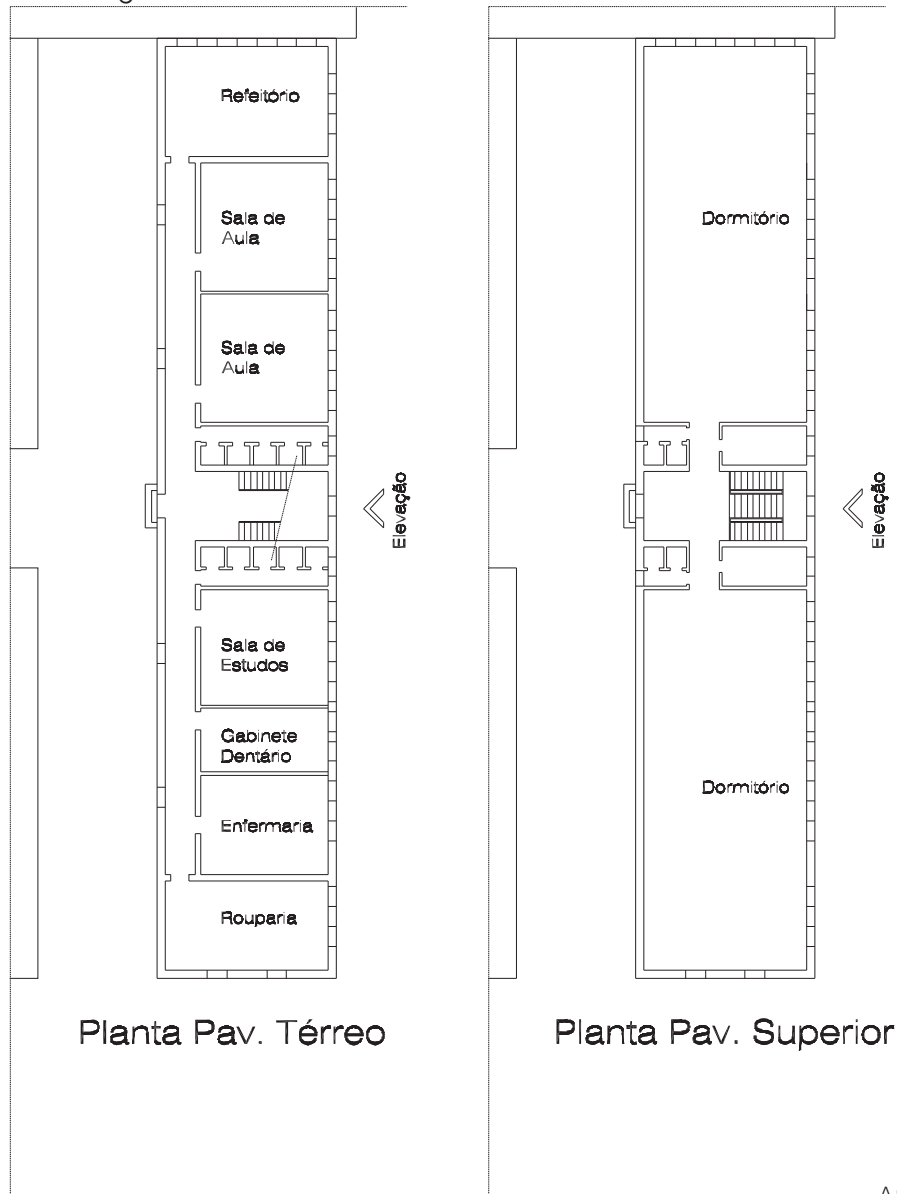 Refeitório
Sala de
Aula
Sala de
Aula
Elevação
Sala de
Estudos
Gabinete
Dentário
Enfermaria
Rouparia
Planta Pav. Térreo
Dormitório
Elevação
Dormitório
Planta Pav. Superior